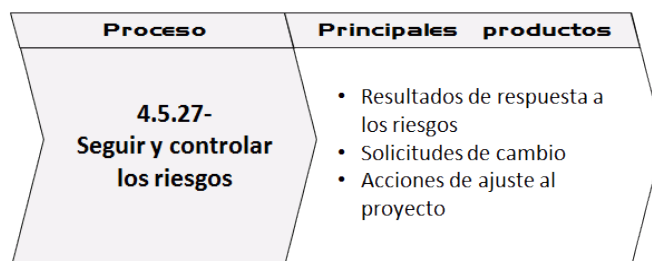 Proceso
Principales productos
4.5.27-
Seguir y controlar
los riesgos
• Resultados de respuesta a
los riesgos
• Solicitudes de cambio
• Acciones de ajuste al
proyecto